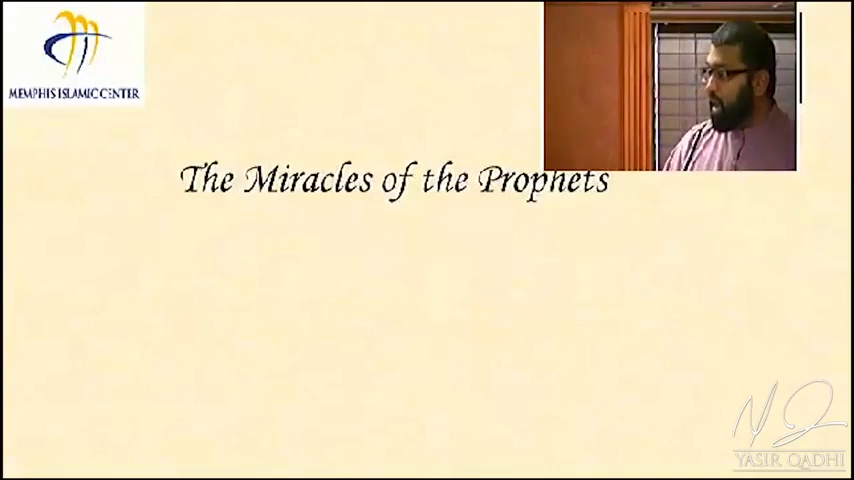 MEMPHIS ISLAMIC CENTER
The Miracles of the Prophets
YASIR QADHI